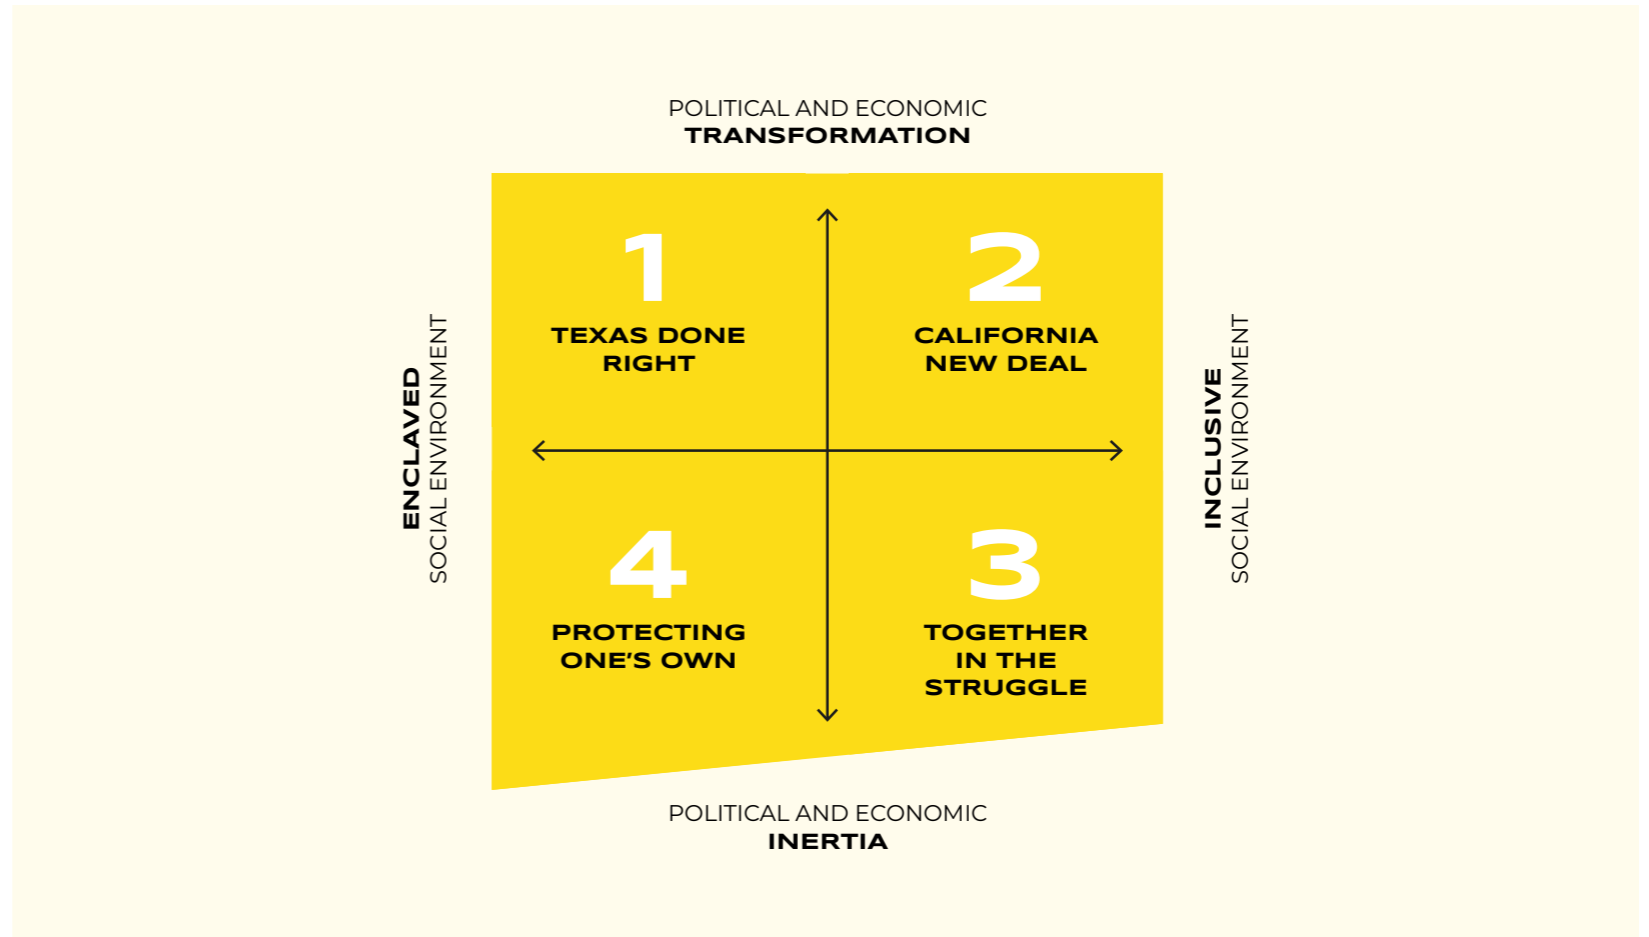 POLITICAL AND ECONOMIC
TRANSFORMATION
1
TEXAS DONE
RIGHT
2
CALIFORNIA
NEW DEAL
ENCLAVED
SOCIAL ENVIRONMENT
INCLUSIVE
SOCIAL ENVIRONMENT
4
PROTECTING
ONE'S OWN
3
TOGETHER
IN THE
STRUGGLE
POLITICAL AND ECONOMIC
INERTIA